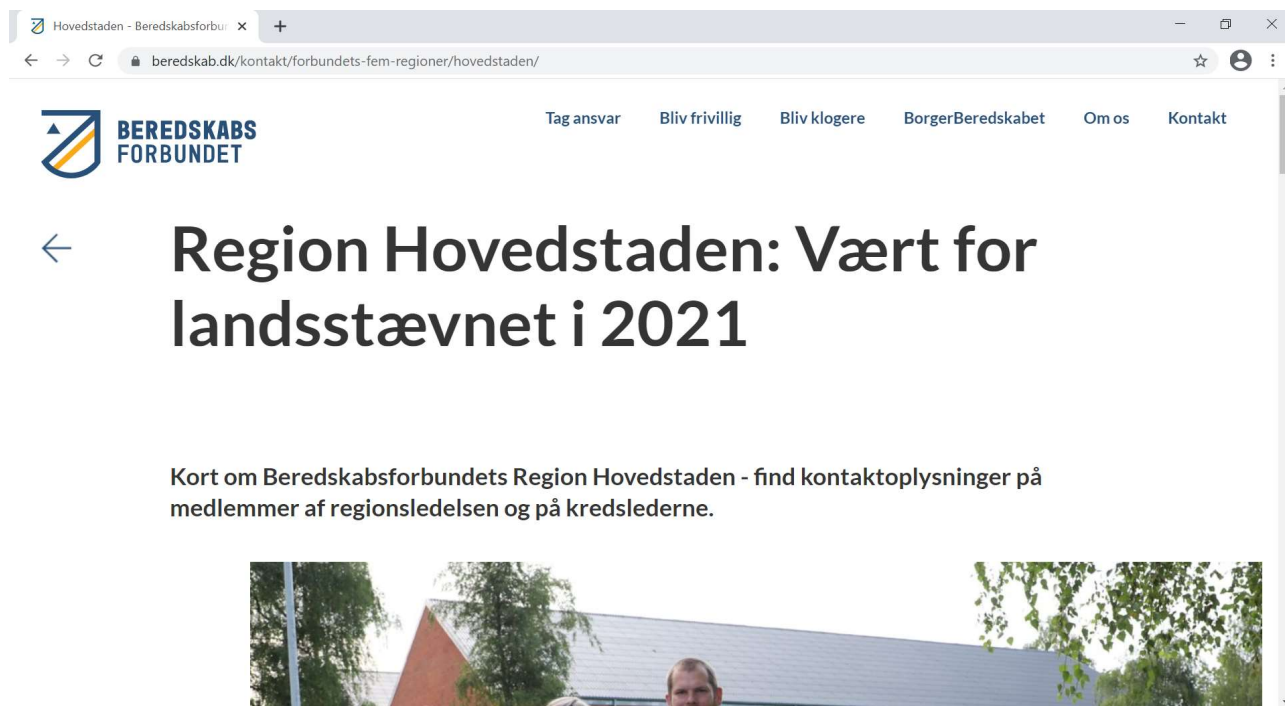 Hovedstaden - Beredskabsforbun
beredskab.dk/kontakt/forbundets-fem-regioner/hovedstaden/
BEREDSKABS
FORBUNDET
Tag ansvar Bliv frivillig Bliv klogere BorgerBeredskabet Om os Kontakt
Region Hovedstaden: Vært for
landsstævnet i 2021
Kort om Beredskabsforbundets Region Hovedstaden - find kontaktoplysninger på
medlemmer af regionsledelsen og på kredslederne.